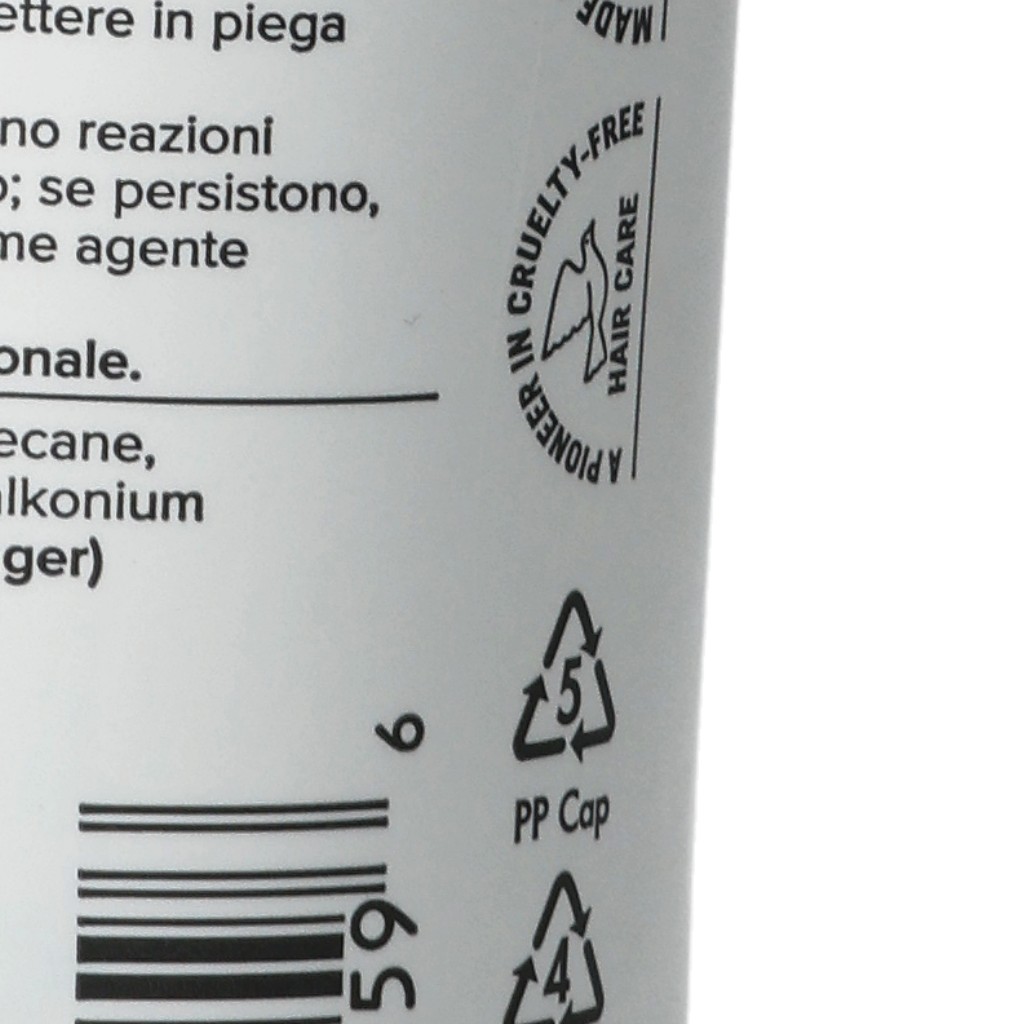 ettere in piega
no reazioni
o; se persistono,
me agente
onale.
ecane,
alkonium
ger)
MADE
A PIONEER IN CRUELTY-FREE
HAIR CARE
5
PP Cap
4
6
59